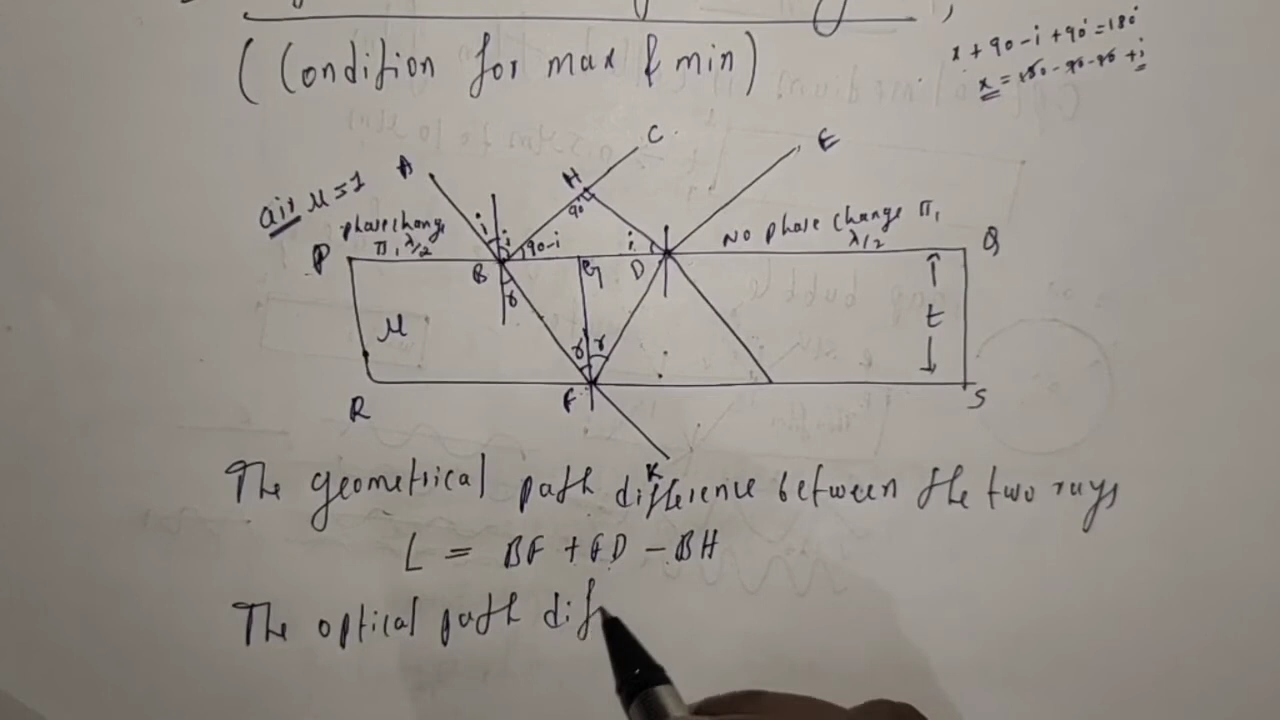 (Condition for max & min)
x + 90 - i + 90 = 180
x = 180 - 90 - 90 + i
C
E
A
H
air μ = 1
i
i
90
phase change
π, λ/2
90-i
i
No phase change π,
λ/2
P
B
G
D
Q
r
μ
t
r
r
R
F
S
K
The geometrical path difference between the two rays
L = BF + FD - BH
The optical path dif